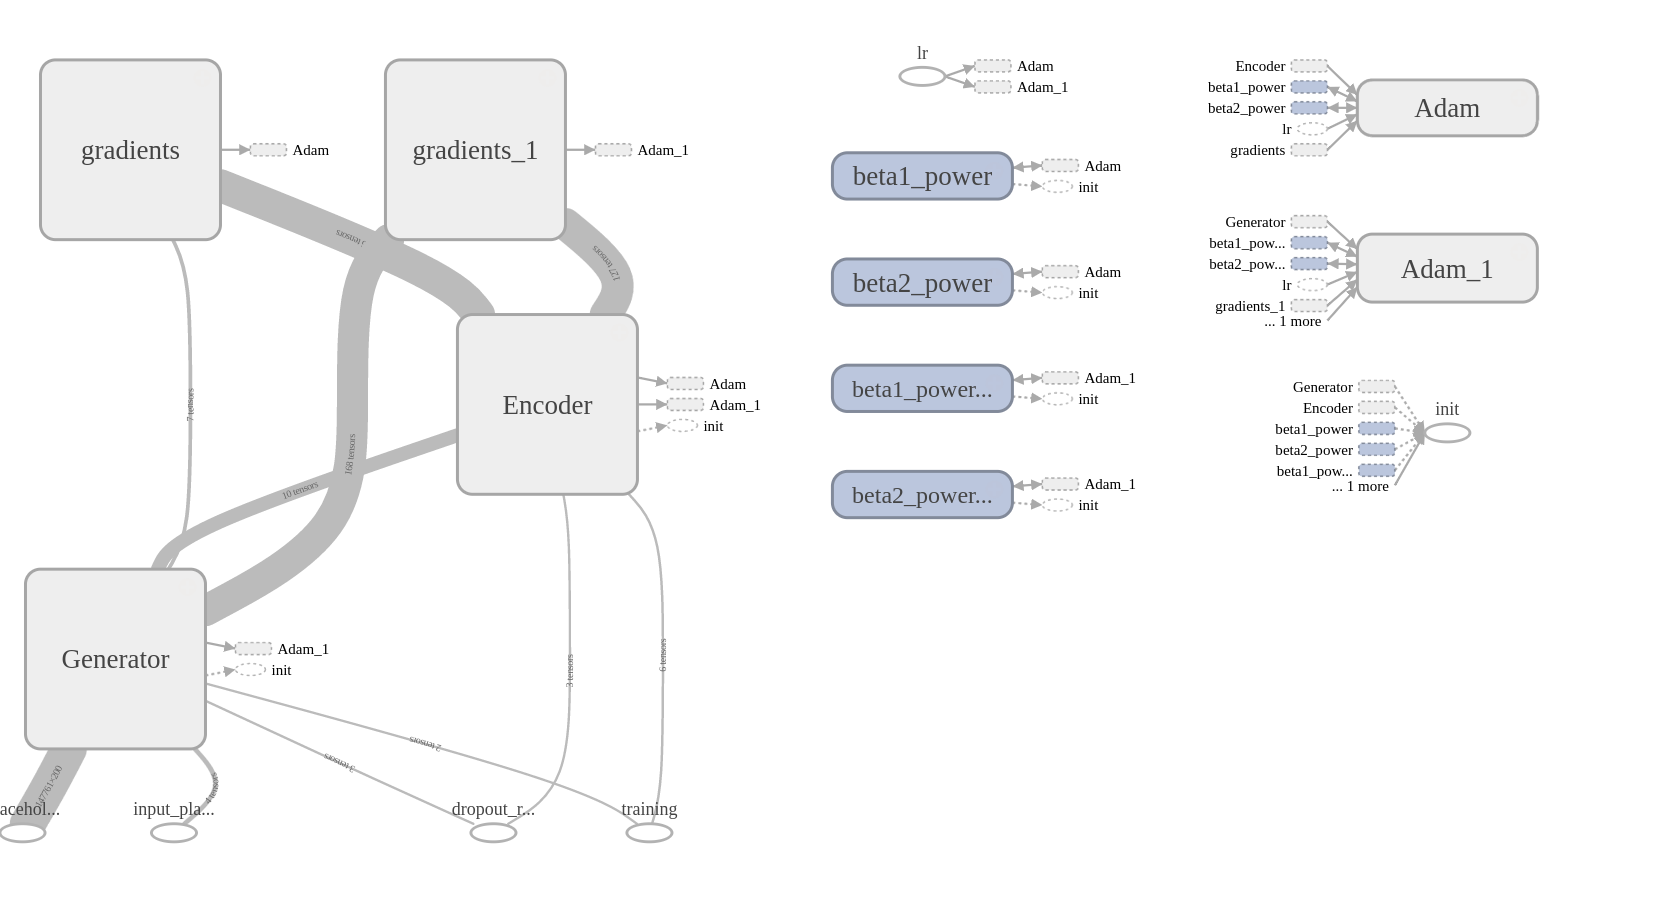 gradients
Adam
gradients_1
Adam_1
tensors
127 tensors
7 tensors
168 tensors
10 tensors
Encoder
Adam
Adam_1
init
Generator
Adam_1
init
3 tensors
6 tensors
2 tensors
3 tensors
4 tensors
acehol...
input_pla...
dropout_r...
training
lr
Adam
Adam_1
beta1_power
Adam
init
beta2_power
Adam
init
beta1_power...
Adam_1
init
beta2_power...
Adam_1
init
Encoder
beta1_power
beta2_power
lr
gradients
Adam
Generator
beta1_pow...
beta2_pow...
lr
gradients_1
... 1 more
Adam_1
Generator
Encoder
beta1_power
beta2_power
beta1_pow...
... 1 more
init